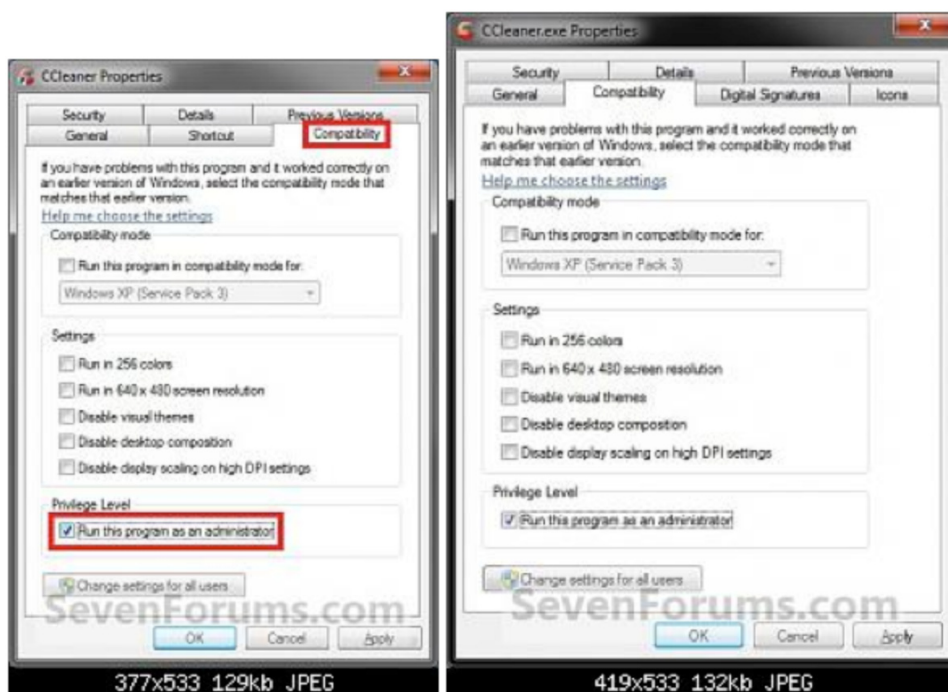 CCleaner Properties
Security Details Previous Versions
General Shortcut Compatibility
If you have problems with this program and it worked correctly on
an earlier version of Windows, select the compatibility mode that
matches that earlier version.
Help me choose the settings
Compatibility mode
Run this program in compatibility mode for:
Windows XP (Service Pack 3)
Settings
Run in 256 colors
Run in 640 x 480 screen resolution
Disable visual themes
Disable desktop composition
Disable display scaling on high DPI settings
Privilege Level
Run this program as an administrator
Change settings for all users
SevenForums.com
OK Cancel Apply
377x533 129kb JPEG
CCleaner.exe Properties
Security Details Previous Versions
General Compatibility Digital Signatures Icons
If you have problems with this program and it worked correctly on
an earlier version of Windows, select the compatibility mode that
matches that earlier version.
Help me choose the settings
Compatibility mode
Run this program in compatibility mode for:
Windows XP (Service Pack 3)
Settings
Run in 256 colors
Run in 640 x 480 screen resolution
Disable visual themes
Disable desktop composition
Disable display scaling on high DPI settings
Privilege Level
Run this program as an administrator
Change settings for all users
SevenForums.com
OK Cancel Apply
419x533 132kb JPEG